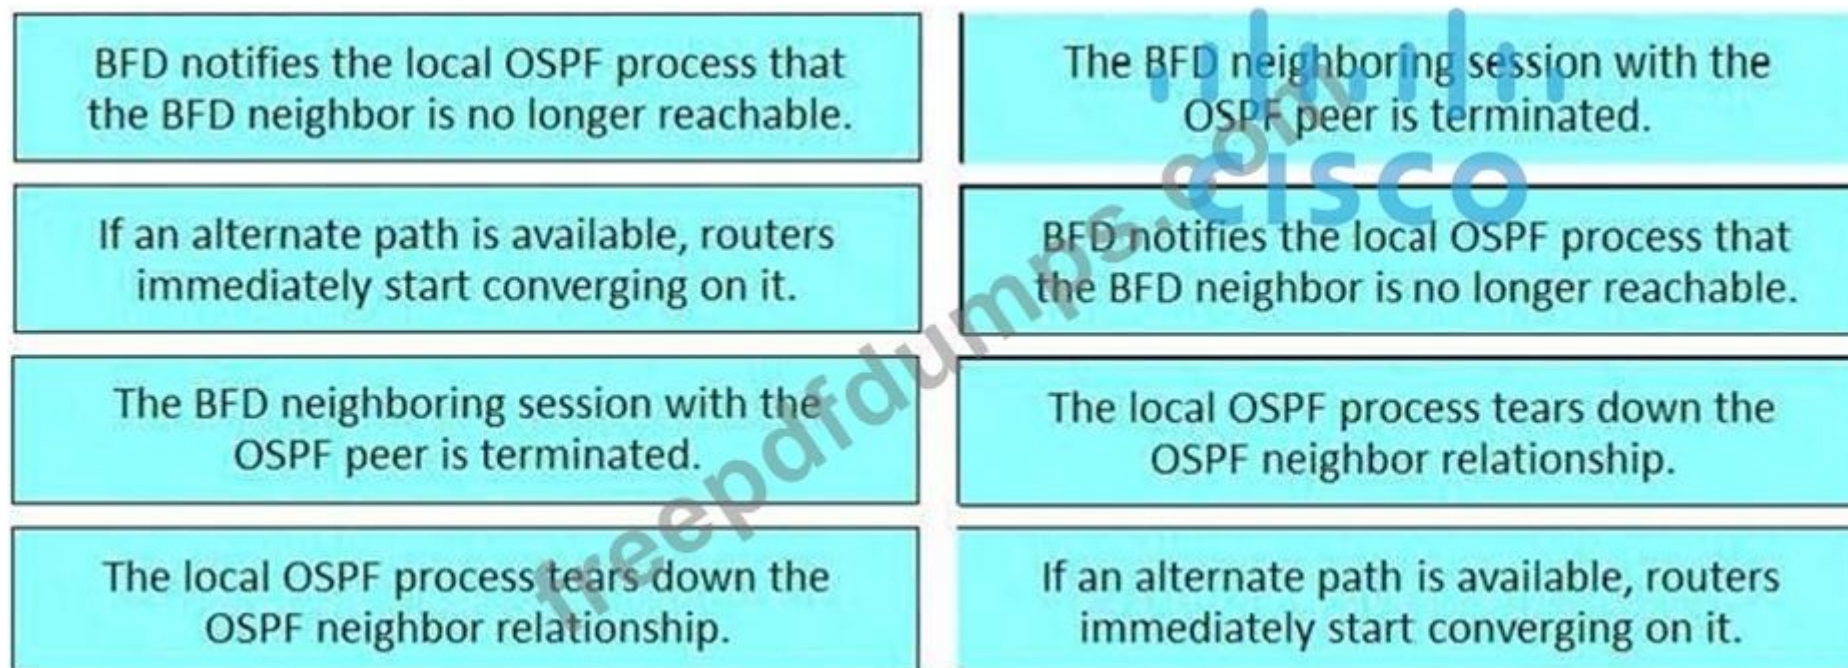 BFD notifies the local OSPF process that
the BFD neighbor is no longer reachable.
If an alternate path is available, routers
immediately start converging on it.
The BFD neighboring session with the
OSPF peer is terminated.
The local OSPF process tears down the
OSPF neighbor relationship.
The BFD neighboring session with the
OSPF peer is terminated.
BFD notifies the local OSPF process that
the BFD neighbor is no longer reachable.
The local OSPF process tears down the
OSPF neighbor relationship.
If an alternate path is available, routers
immediately start converging on it.
CISCO
freepdfdumps.com